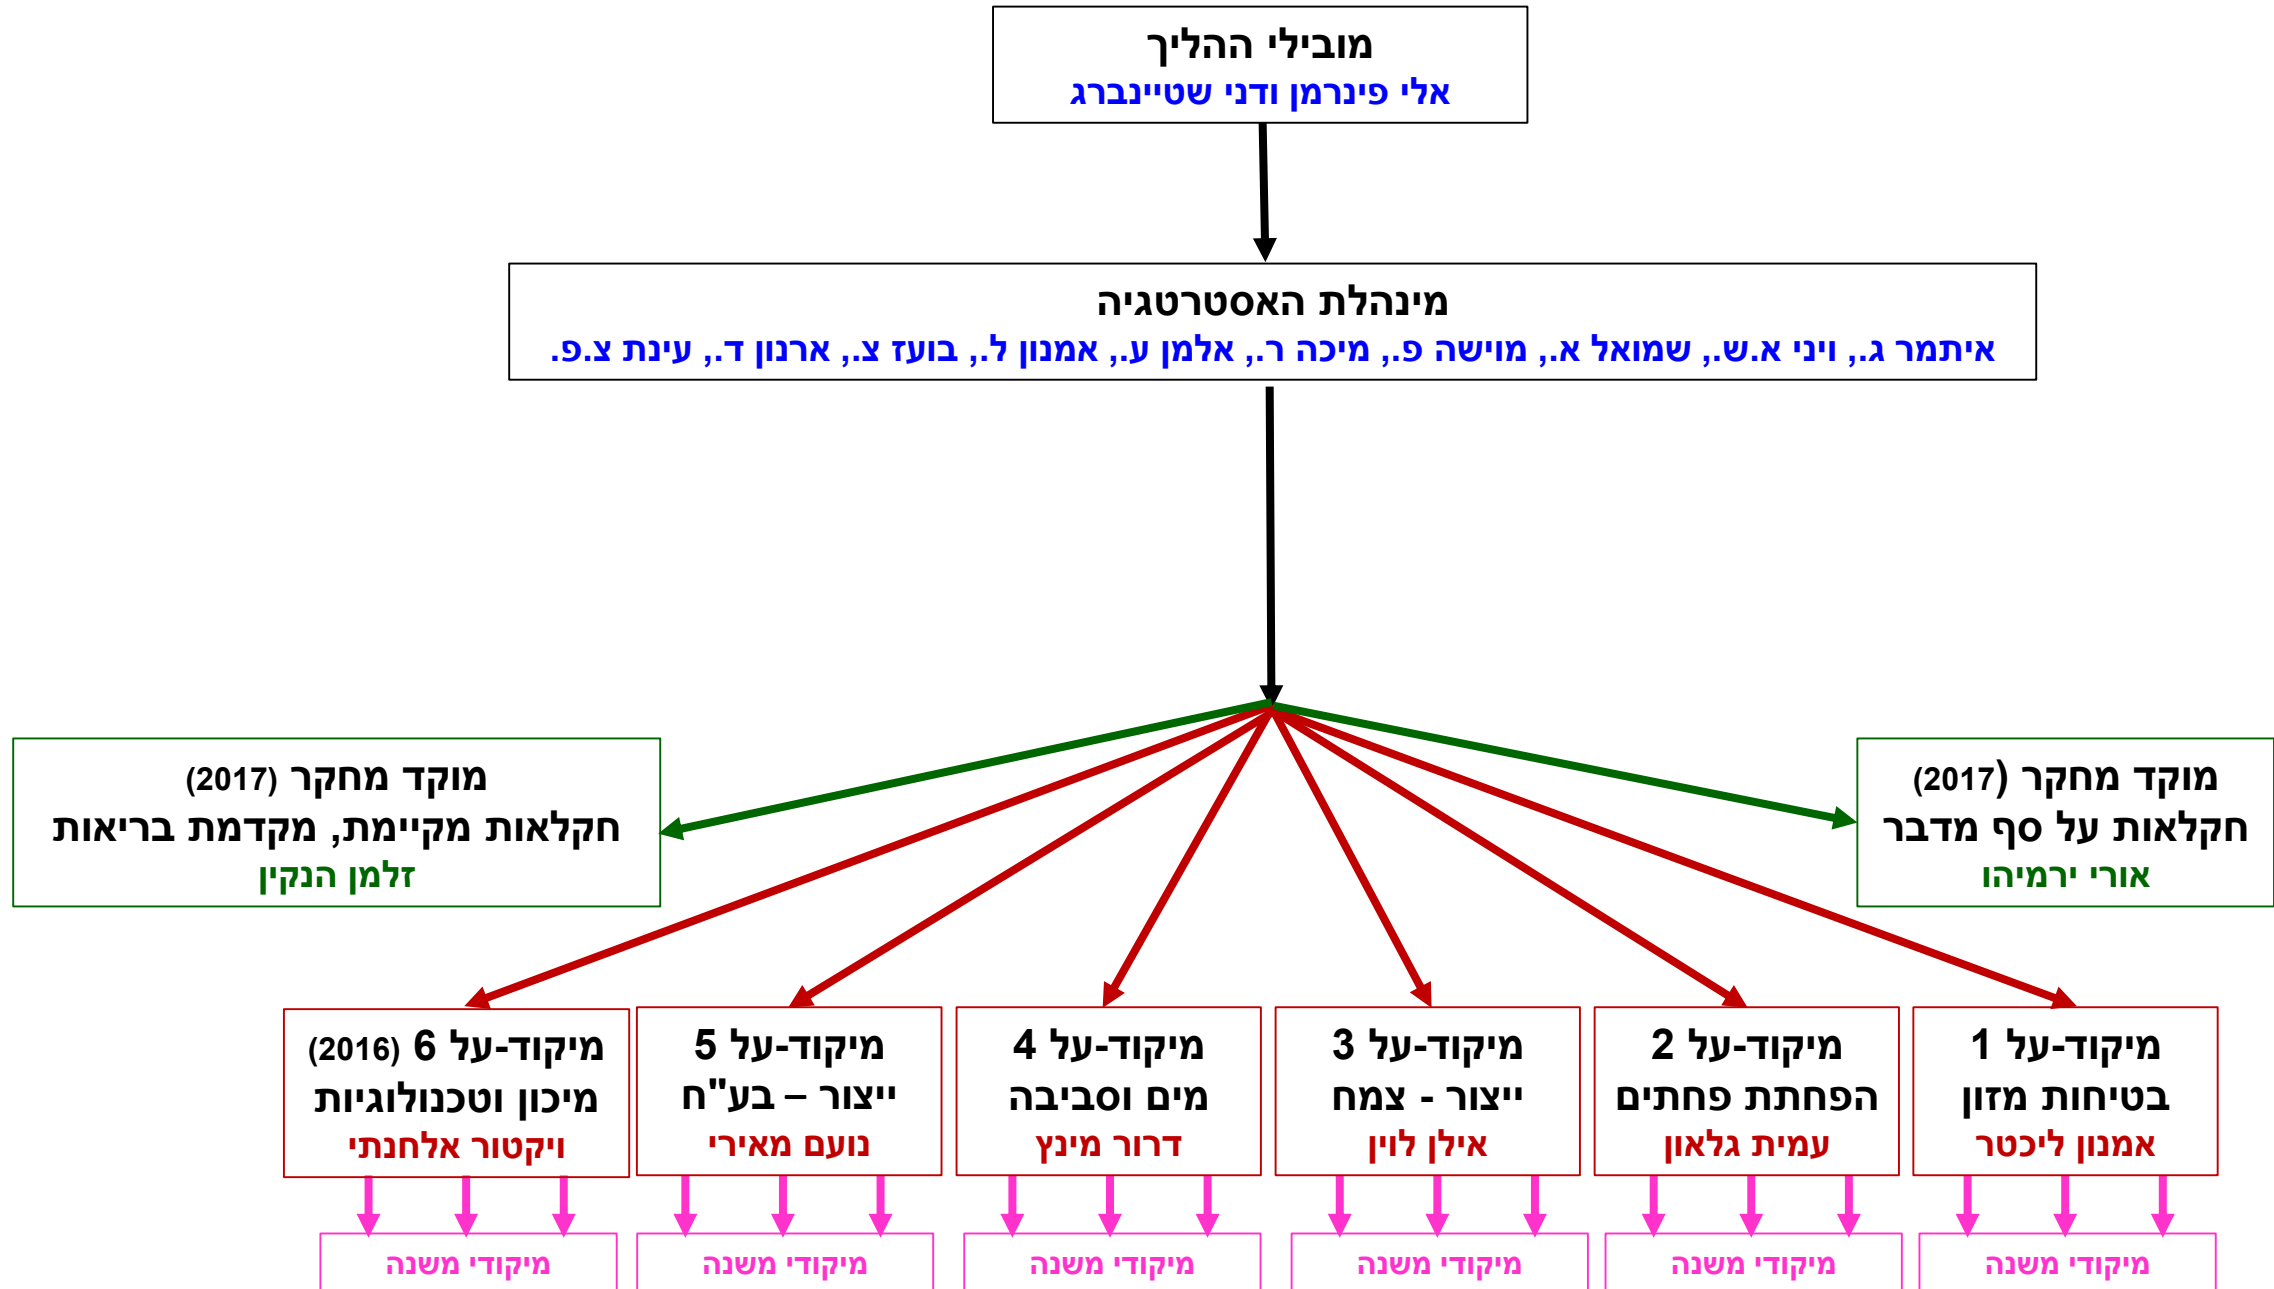 מובילי ההליך
אלי פינרמן ודני שטיינברג
מינהלת האסטרטגיה
איתמר ג., ויני א.ש., שמואל א., מוישה פ., מיכה ר., אלמן ע., אמנון ל., בועז צ., ארנון ד., עינת צ.פ.
מוקד מחקר (2017)
חקלאות על סף מדבר
אורי ירמיהו
מוקד מחקר (2017)
חקלאות מקיימת, מקדמת בריאות
זלמן הנקין
מיקוד-על 1
בטיחות מזון
אמנון ליכטר
מיקוד-על 2
הפחתת פחתים
עמית גלאון
מיקוד-על 3
ייצור - צמח
אילן לוין
מיקוד-על 4
מים וסביבה
דרור מינץ
מיקוד-על 5
ייצור – בע"ח
נועם מאירי
מיקוד-על 6 (2016)
מיכון וטכנולוגיות
ויקטור אלחנתי
מיקודי משנה
מיקודי משנה
מיקודי משנה
מיקודי משנה
מיקודי משנה
מיקודי משנה